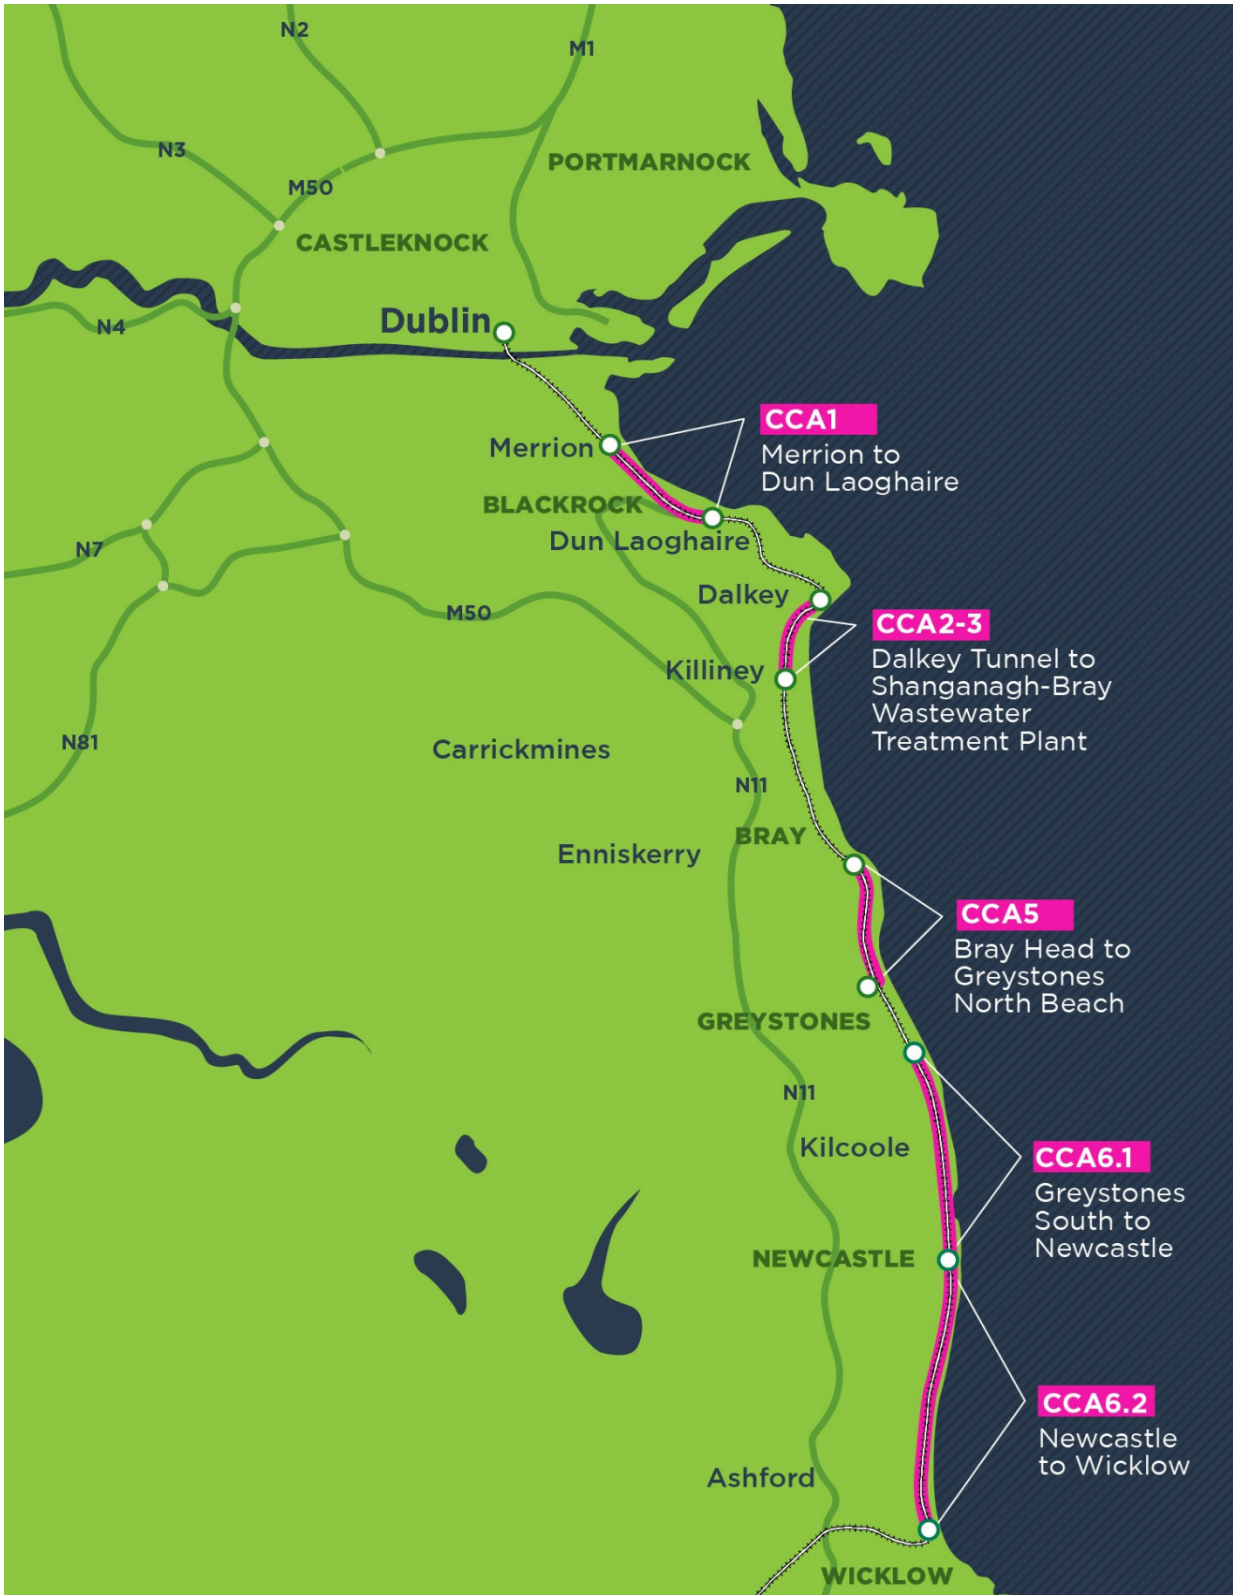 N2
M1
N3
PORTMARNOCK
M50
CASTLEKNOCK
Dublin
N4
CCA1
Merrion to
Dun Laoghaire
Merrion
BLACKROCK
Dun Laoghaire
N7
Dalkey
M50
CCA2-3
Dalkey Tunnel to
Shanganagh-Bray
Wastewater
Treatment Plant
Killiney
N81
Carrickmines
N11
BRAY
Enniskerry
CCA5
Bray Head to
Greystones
North Beach
GREYSTONES
N11
Kilcoole
CCA6.1
Greystones
South to
Newcastle
NEWCASTLE
CCA6.2
Newcastle
to Wicklow
Ashford
WICKLOW